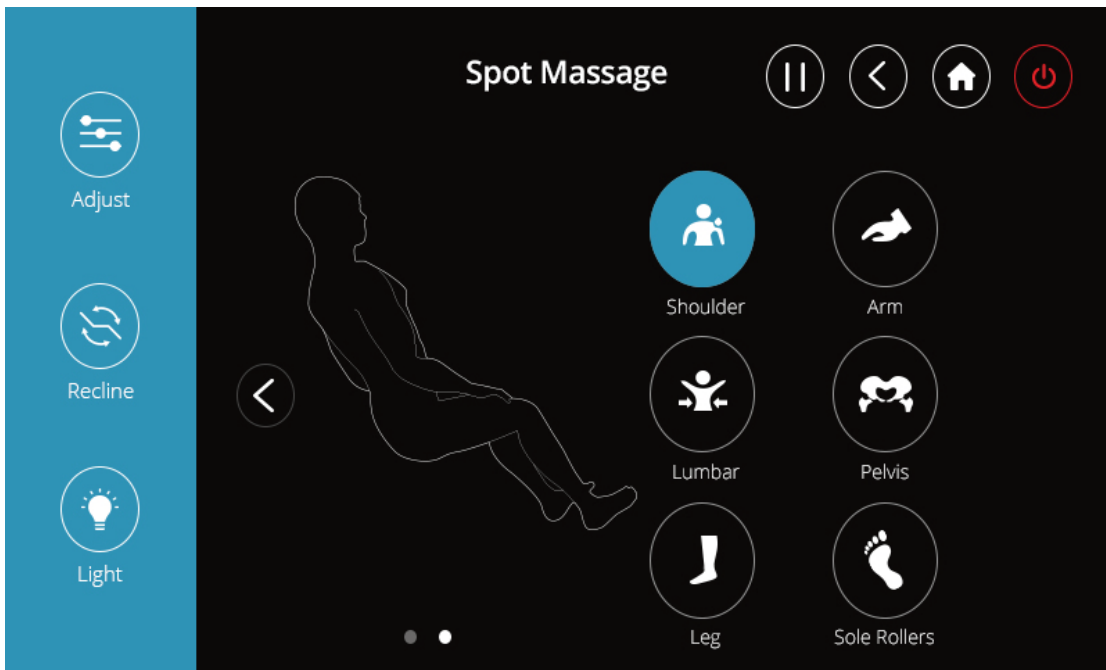 Spot Massage
Adjust
Recline
Light
Shoulder
Arm
Lumbar
Pelvis
Leg
Sole Rollers